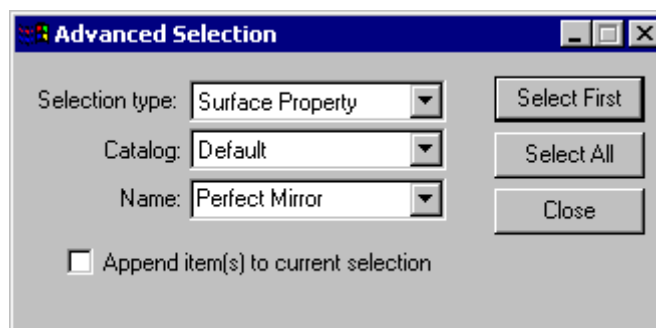 Advanced Selection
Selection type: Surface Property Select First
Catalog: Default Select All
Name: Perfect Mirror Close
Append item(s) to current selection